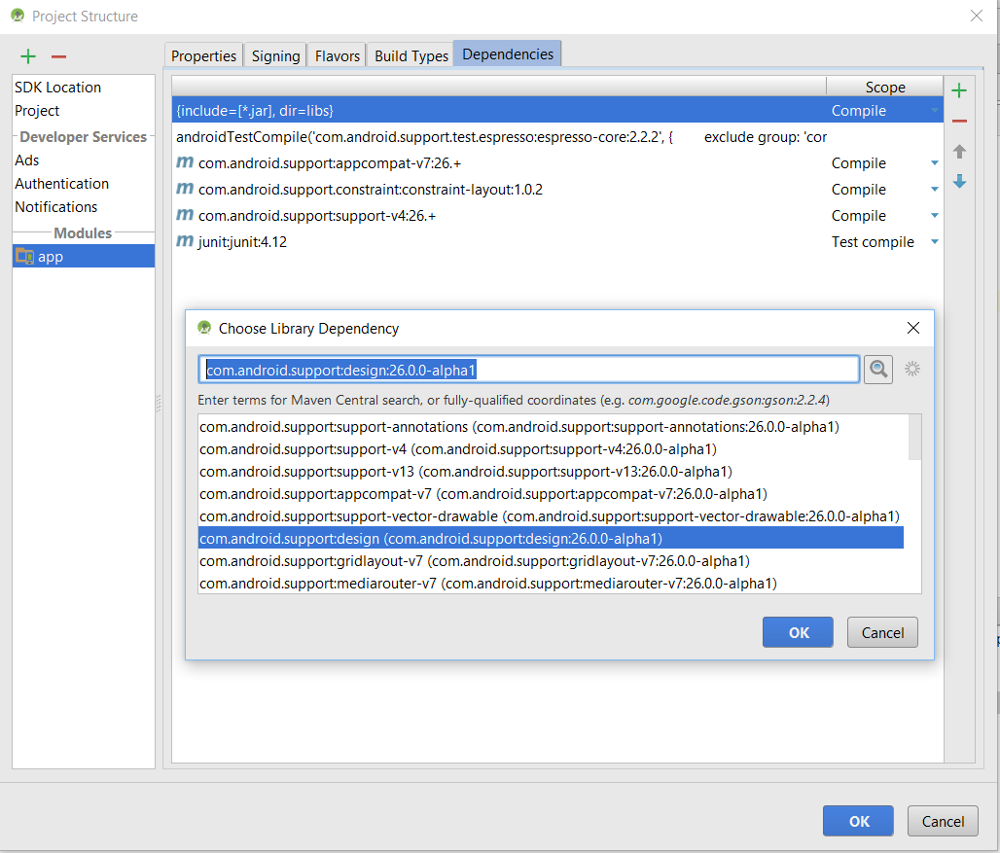 Project Structure
Properties Signing Flavors Build Types Dependencies
SDK Location
Project
Developer Services
Ads
Authentication
Notifications
Modules
app
Scope
{include=[*.jar], dir=libs} Compile
androidTestCompile('com.android.support.test.espresso:espresso-core:2.2.2', { exclude group: 'cor
m com.android.support:appcompat-v7:26.+ Compile
m com.android.support.constraint:constraint-layout:1.0.2 Compile
m com.android.support:support-v4:26.+ Compile
m junit:junit:4.12 Test compile
Choose Library Dependency
com.android.support:design:26.0.0-alpha1
Enter terms for Maven Central search, or fully-qualified coordinates (e.g. com.google.code.gson:gson:2.2.4)
com.android.support:support-annotations (com.android.support:support-annotations:26.0.0-alpha1)
com.android.support:support-v4 (com.android.support:support-v4:26.0.0-alpha1)
com.android.support:support-v13 (com.android.support:support-v13:26.0.0-alpha1)
com.android.support:appcompat-v7 (com.android.support:appcompat-v7:26.0.0-alpha1)
com.android.support:support-vector-drawable (com.android.support:support-vector-drawable:26.0.0-alpha1)
com.android.support:design (com.android.support:design:26.0.0-alpha1)
com.android.support:gridlayout-v7 (com.android.support:gridlayout-v7:26.0.0-alpha1)
com.android.support:mediarouter-v7 (com.android.support:mediarouter-v7:26.0.0-alpha1)
OK Cancel
OK Cancel